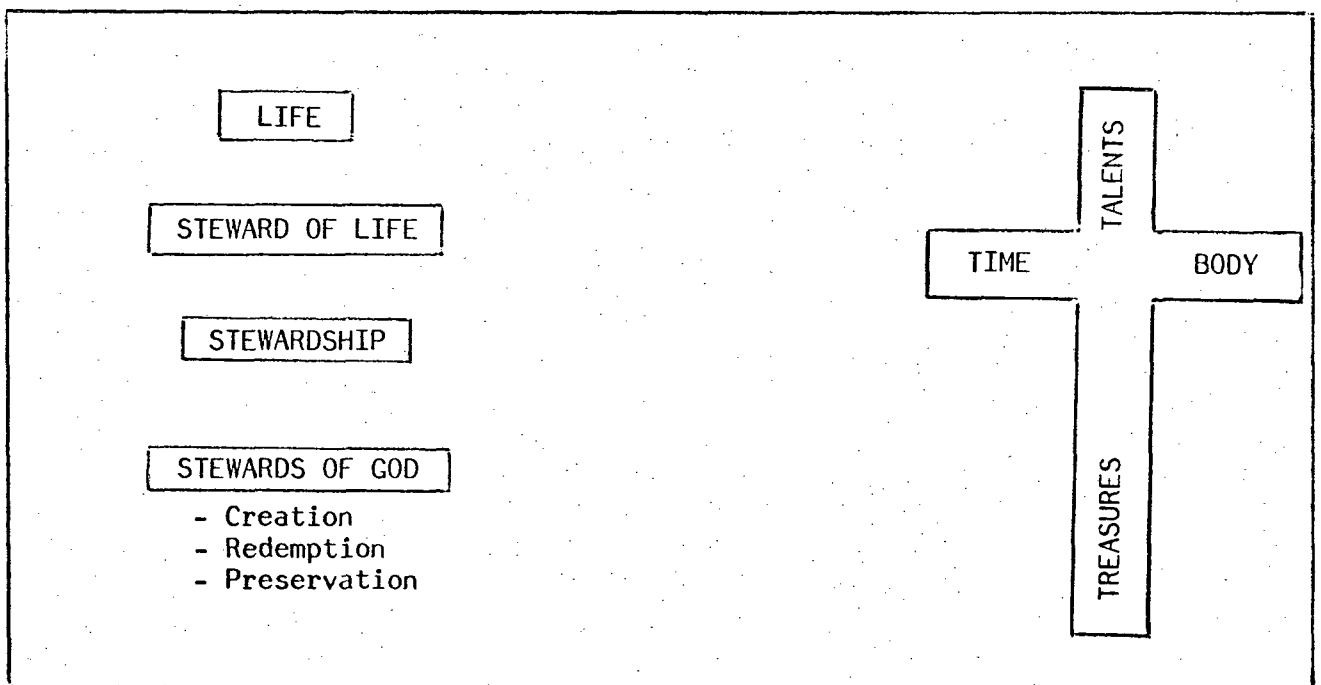 LIFE
STEWARD OF LIFE
STEWARDSHIP
STEWARDS OF GOD
- Creation
- Redemption
- Preservation
TALENTS
TIME BODY
TREASURES